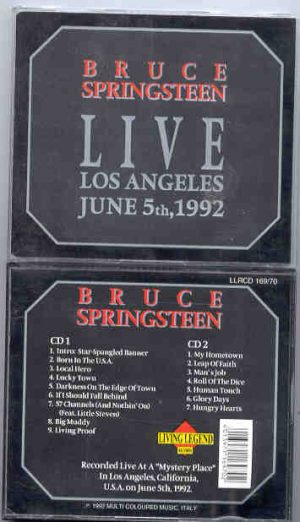 BRUCE
SPRINGSTEEN
LIVE
LOS ANGELES
JUNE 5th, 1992
LLRCD 169/70
BRUCE
SPRINGSTEEN
CD 1
1. Intro: Star-Spangled Banner
2. Born In The U.S.A.
3. Local Hero
4. Lucky Town
5. Darkness On The Edge Of Town
6. If I Should Fall Behind
7. 57 Channels (And Nothin' On)
(Feat. Little Steven)
8. Big Muddy
9. Living Proof
CD 2
1. My Hometown
2. Leap Of Faith
3. Man's Job
4. Roll Of The Dice
5. Human Touch
6. Glory Days
7. Hungry Hearts
LIVING LEGEND
RECORDS
Recorded Live At A "Mystery Place"
In Los Angeles, California,
U.S.A. on June 5th, 1992.
℗ 1992 MULTI COLOURED MUSIC, ITALY